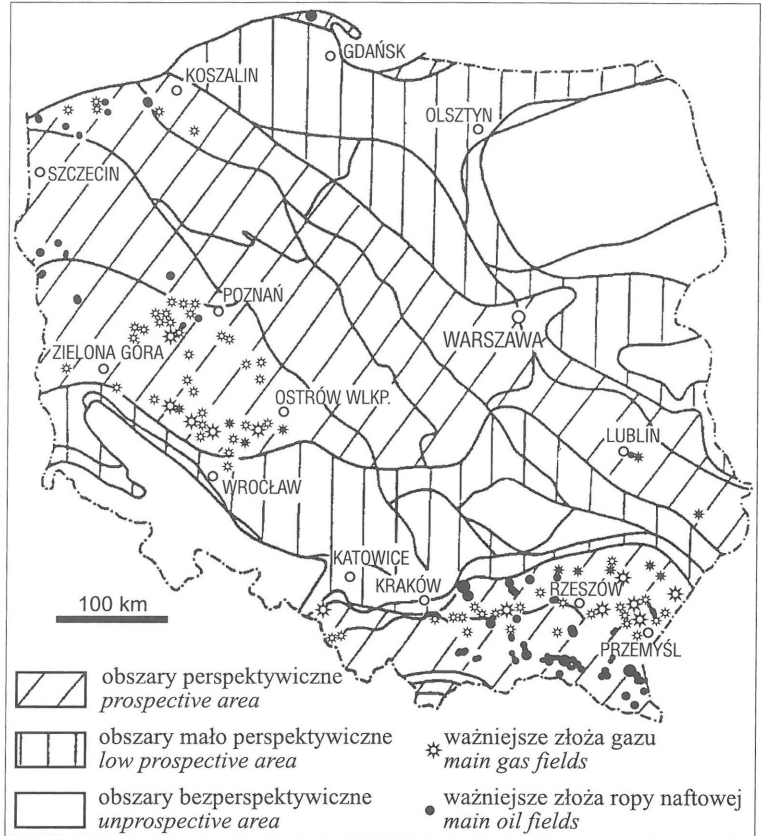 GDAŃSK
KOSZALIN
OLSZTYN
SZCZECIN
POZNAŃ
WARSZAWA
ZIELONA GÓRA
OSTRÓW WLKP.
LUBLIN
WROCŁAW
KATOWICE
KRAKÓW
RZESZÓW
PRZEMYŚL
100 km
obszary perspektywiczne
prospective area
obszary mało perspektywiczne
low prospective area
obszary bezperspektywiczne
unprospective area
ważniejsze złoża gazu
main gas fields
ważniejsze złoża ropy naftowej
main oil fields